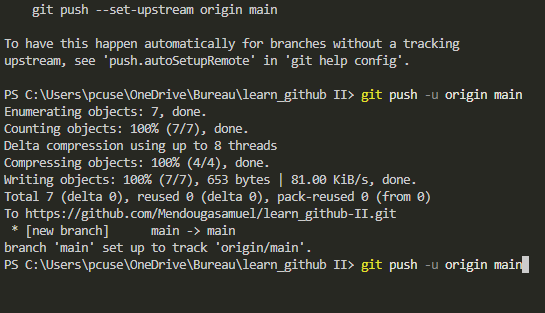 git push --set-upstream origin main
To have this happen automatically for branches without a tracking
upstream, see 'push.autoSetupRemote' in 'git help config'.
PS C:\Users\pcuse\OneDrive\Bureau\learn_github II> git push -u origin main
Enumerating objects: 7, done.
Counting objects: 100% (7/7), done.
Delta compression using up to 8 threads
Compressing objects: 100% (4/4), done.
Writing objects: 100% (7/7), 653 bytes | 81.00 KiB/s, done.
Total 7 (delta 0), reused 0 (delta 0), pack-reused 0 (from 0)
To https://github.com/Mendougasamuel/learn_github-II.git
 * [new branch]      main -> main
branch 'main' set up to track 'origin/main'.
PS C:\Users\pcuse\OneDrive\Bureau\learn_github II> git push -u origin main